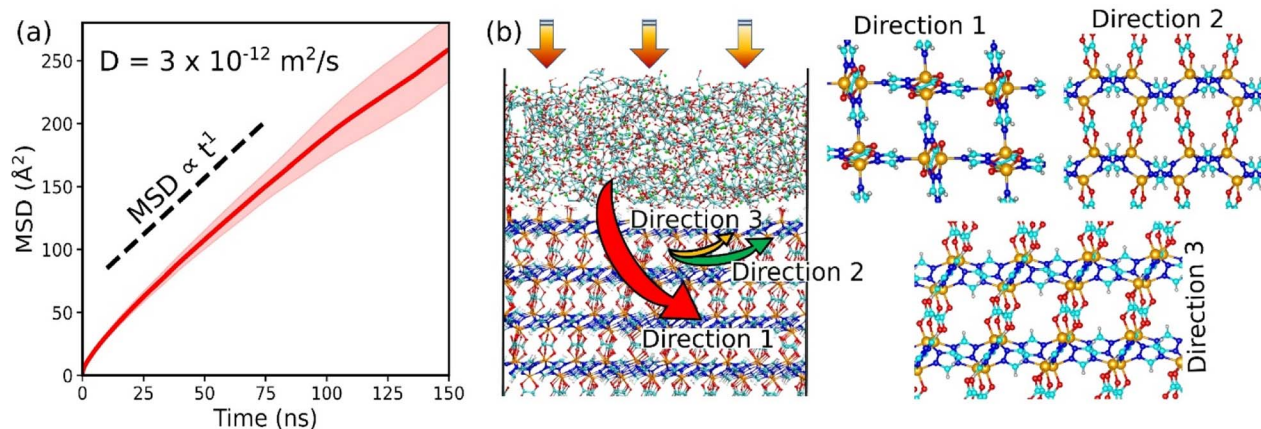 (a)
D = 3 x 10⁻¹² m²/s
MSD ∝ t¹
MSD (Å²)
250
200
150
100
50
0
0 25 50 75 100 125 150
Time (ns)
(b)
Direction 3
Direction 2
Direction 1
Direction 1
Direction 2
Direction 3